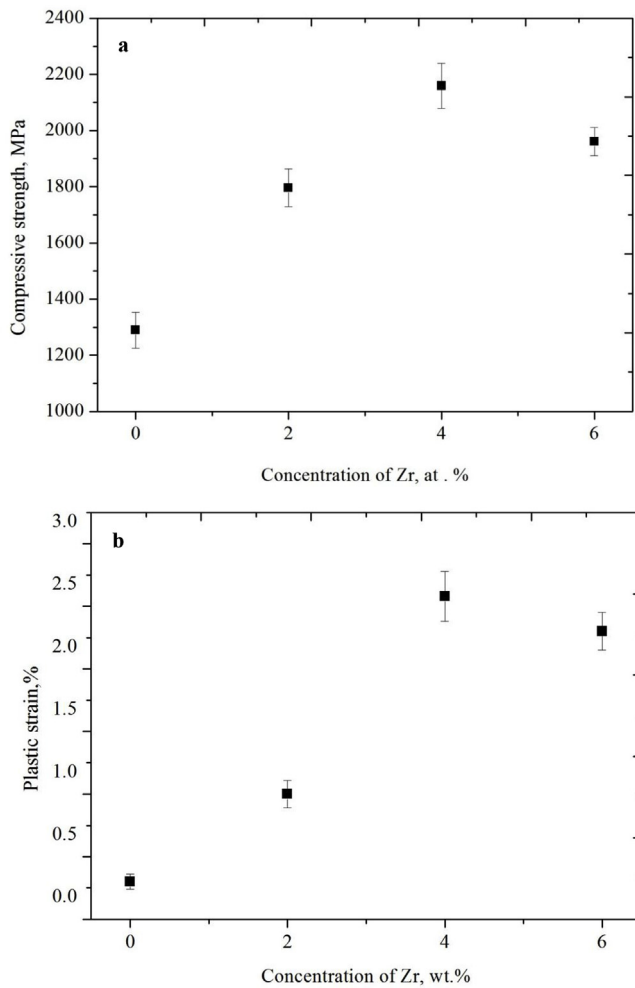 2400
a
2200
2000
1800
1600
1400
1200
1000
Compressive strength, MPa
0 2 4 6
Concentration of Zr, at . %
3.0
b
2.5
2.0
1.5
1.0
0.5
0.0
Plastic strain,%
0 2 4 6
Concentration of Zr, wt.%